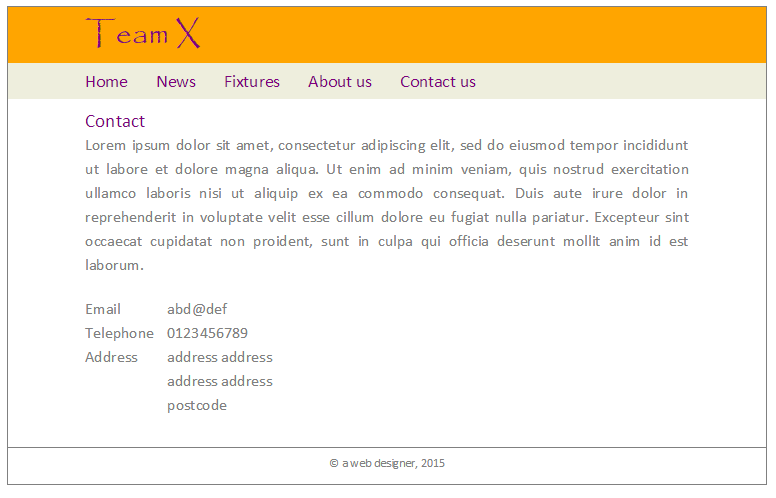 Team X
Home News Fixtures About us Contact us
Contact
Lorem ipsum dolor sit amet, consectetur adipiscing elit, sed do eiusmod tempor incididunt
ut labore et dolore magna aliqua. Ut enim ad minim veniam, quis nostrud exercitation
ullamco laboris nisi ut aliquip ex ea commodo consequat. Duis aute irure dolor in
reprehenderit in voluptate velit esse cillum dolore eu fugiat nulla pariatur. Excepteur sint
occaecat cupidatat non proident, sunt in culpa qui officia deserunt mollit anim id est
laborum.
Email abd@def
Telephone 0123456789
Address address address
address address
postcode
© a web designer, 2015